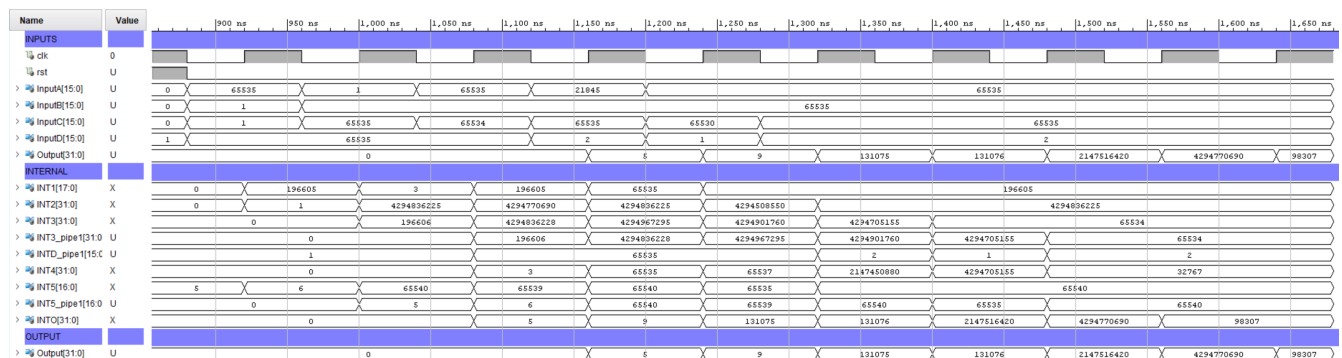 Name Value 900 ns 950 ns 1,000 ns 1,050 ns 1,100 ns 1,150 ns 1,200 ns 1,250 ns 1,300 ns 1,350 ns 1,400 ns 1,450 ns 1,500 ns 1,550 ns 1,600 ns 1,650 ns
INPUTS
clk 0
rst U
InputA[15:0] U 0 65535 1 65535 21845 65535
InputB[15:0] U 0 1 65535
InputC[15:0] U 0 1 65535 65534 65535 65530 65535
InputD[15:0] U 1 65535 2 1 2
Output[31:0] U 0 5 9 131075 131076 2147516420 4294770690 98307
INTERNAL
INT1[17:0] X 0 196605 3 196605 65535 196605
INT2[31:0] X 0 1 4294836225 4294770690 4294836225 4294508550 4294836225
INT3[31:0] X 0 196606 4294836228 4294967295 4294901760 4294705155 65534
INT3_pipe1[31:0 U 0 196606 4294836228 4294967295 4294901760 4294705155 65534
INTD_pipe1[15:0 U 1 65535 2 1 2
INT4[31:0] X 0 3 65535 65537 2147450880 4294705155 32767
INT5[16:0] X 5 6 65540 65539 65540 65535 65540
INT5_pipe1[16:0 U 0 5 6 65540 65539 65540 65535 65540
INTO[31:0] X 0 5 9 131075 131076 2147516420 4294770690 98307
OUTPUT
Output[31:0] U 0 5 9 131075 131076 2147516420 4294770690 98307